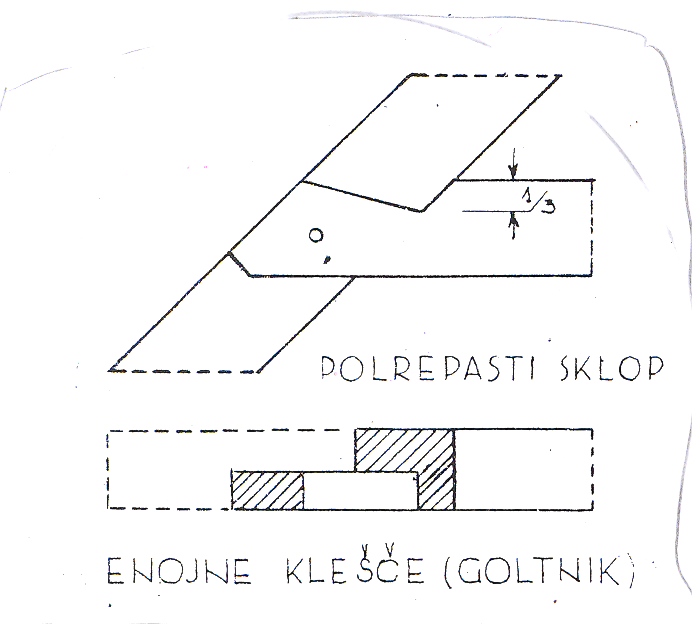 1/3
POLREPASTI SKLOP
ENOJNE KLEŠČE (GOLTNIK)